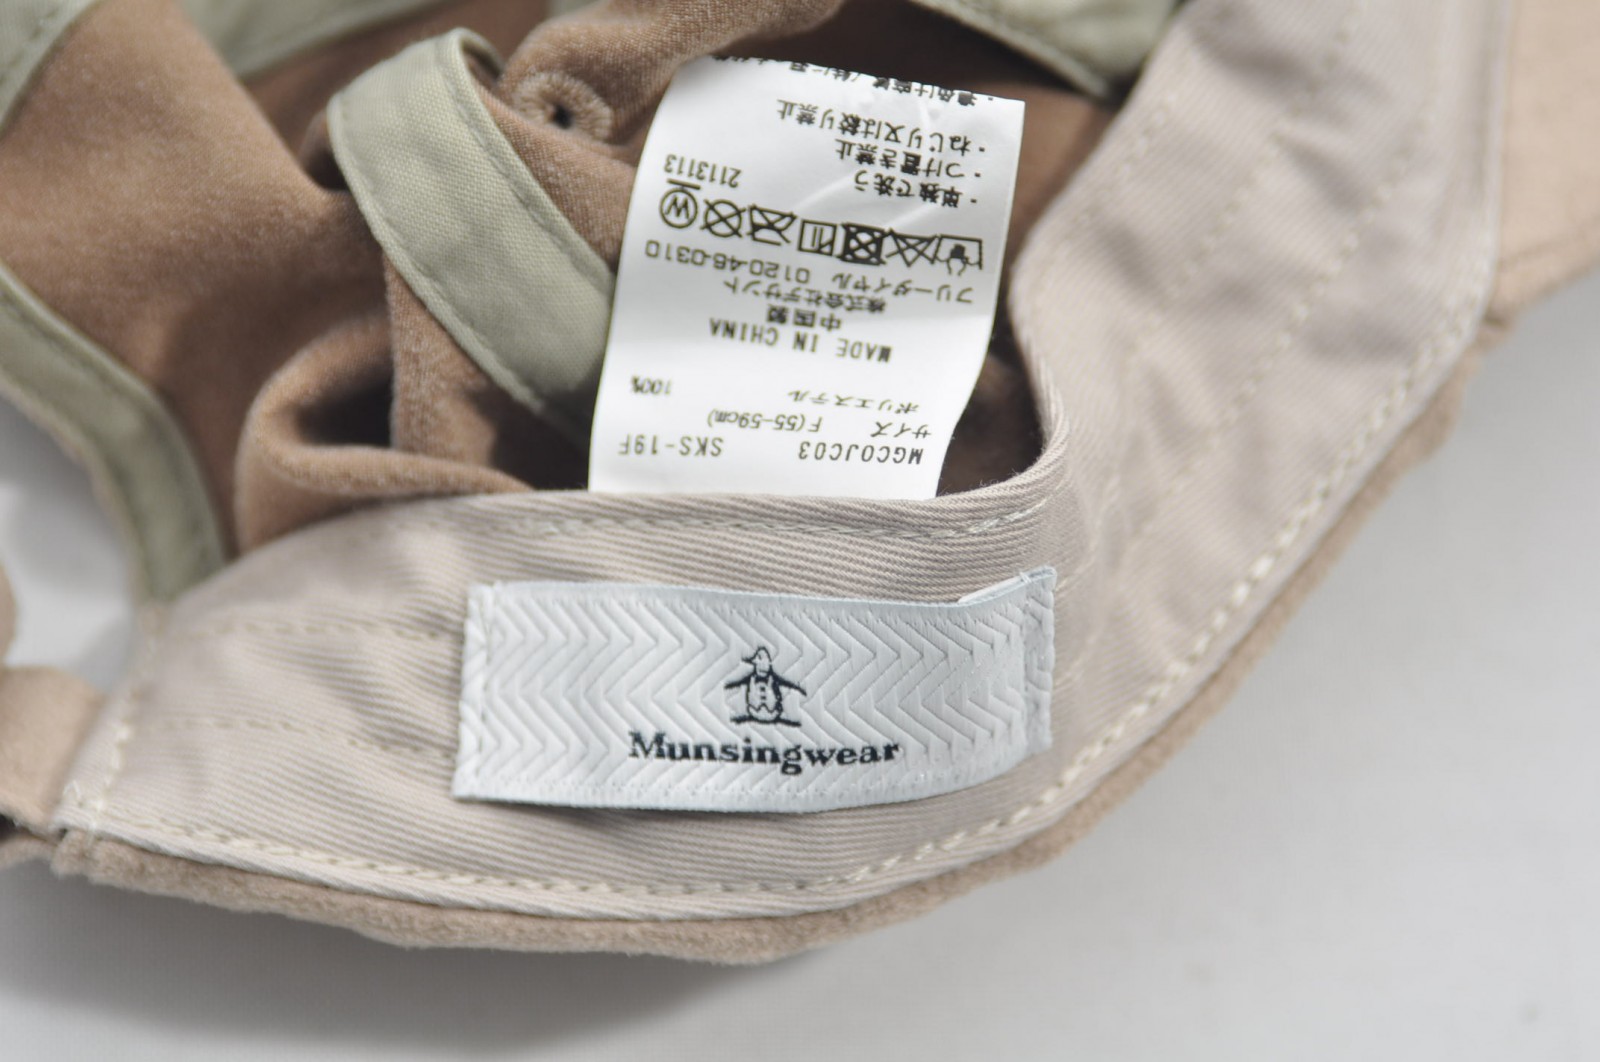 MGCOJC03 SKS-19F
サイズ F(55-59cm)
ポリエステル 100%
MADE IN CHINA
中国製
株式会社デサント
フリーダイヤル 0120-46-0310
W 2113113
・単独で洗う
・つけ置き禁止
・ねじり又は絞り禁止
Munsingwear